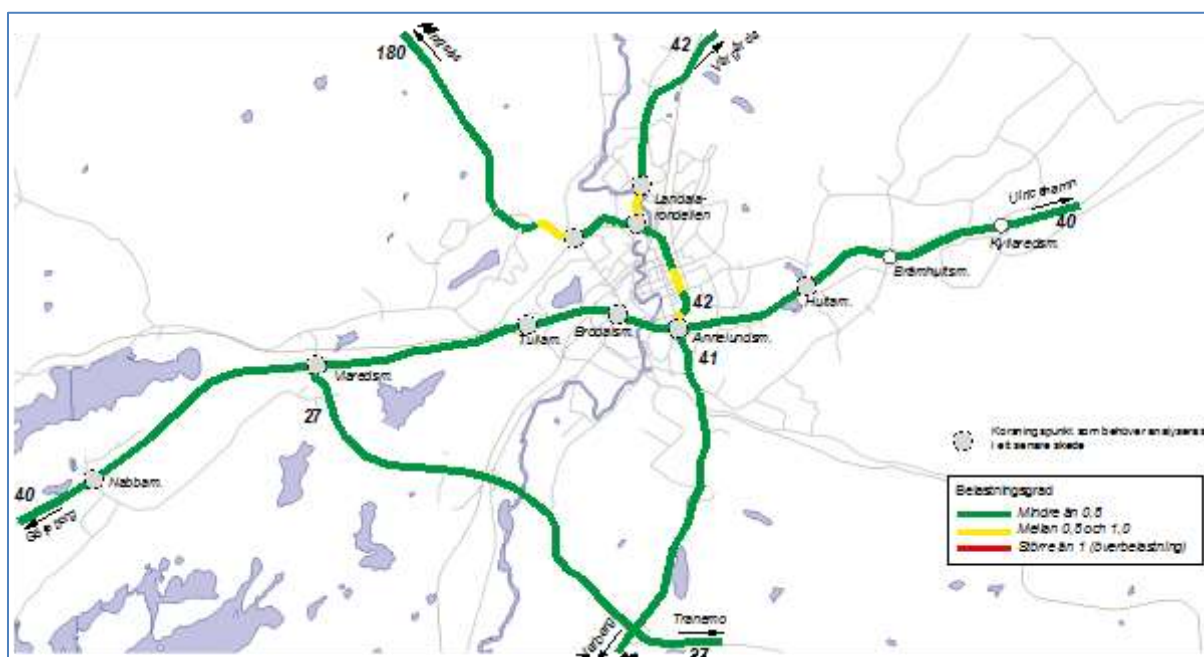 180
42
Landala-
rondellen
Ulricehamn
40
Kyllaredsm.
Brämhultsm.
Hultam.
42
Annelundsm.
41
Brodalsm.
Tullam.
Viaredsm.
27
40
Nabbam.
Göteborg
Korsningspunkt som behöver analyseras
i ett senare skede
Belastningsgrad
Mindre än 0,8
Mellan 0,8 och 1,0
Större än 1 (överbelastning)
Tranemo
27
Varberg